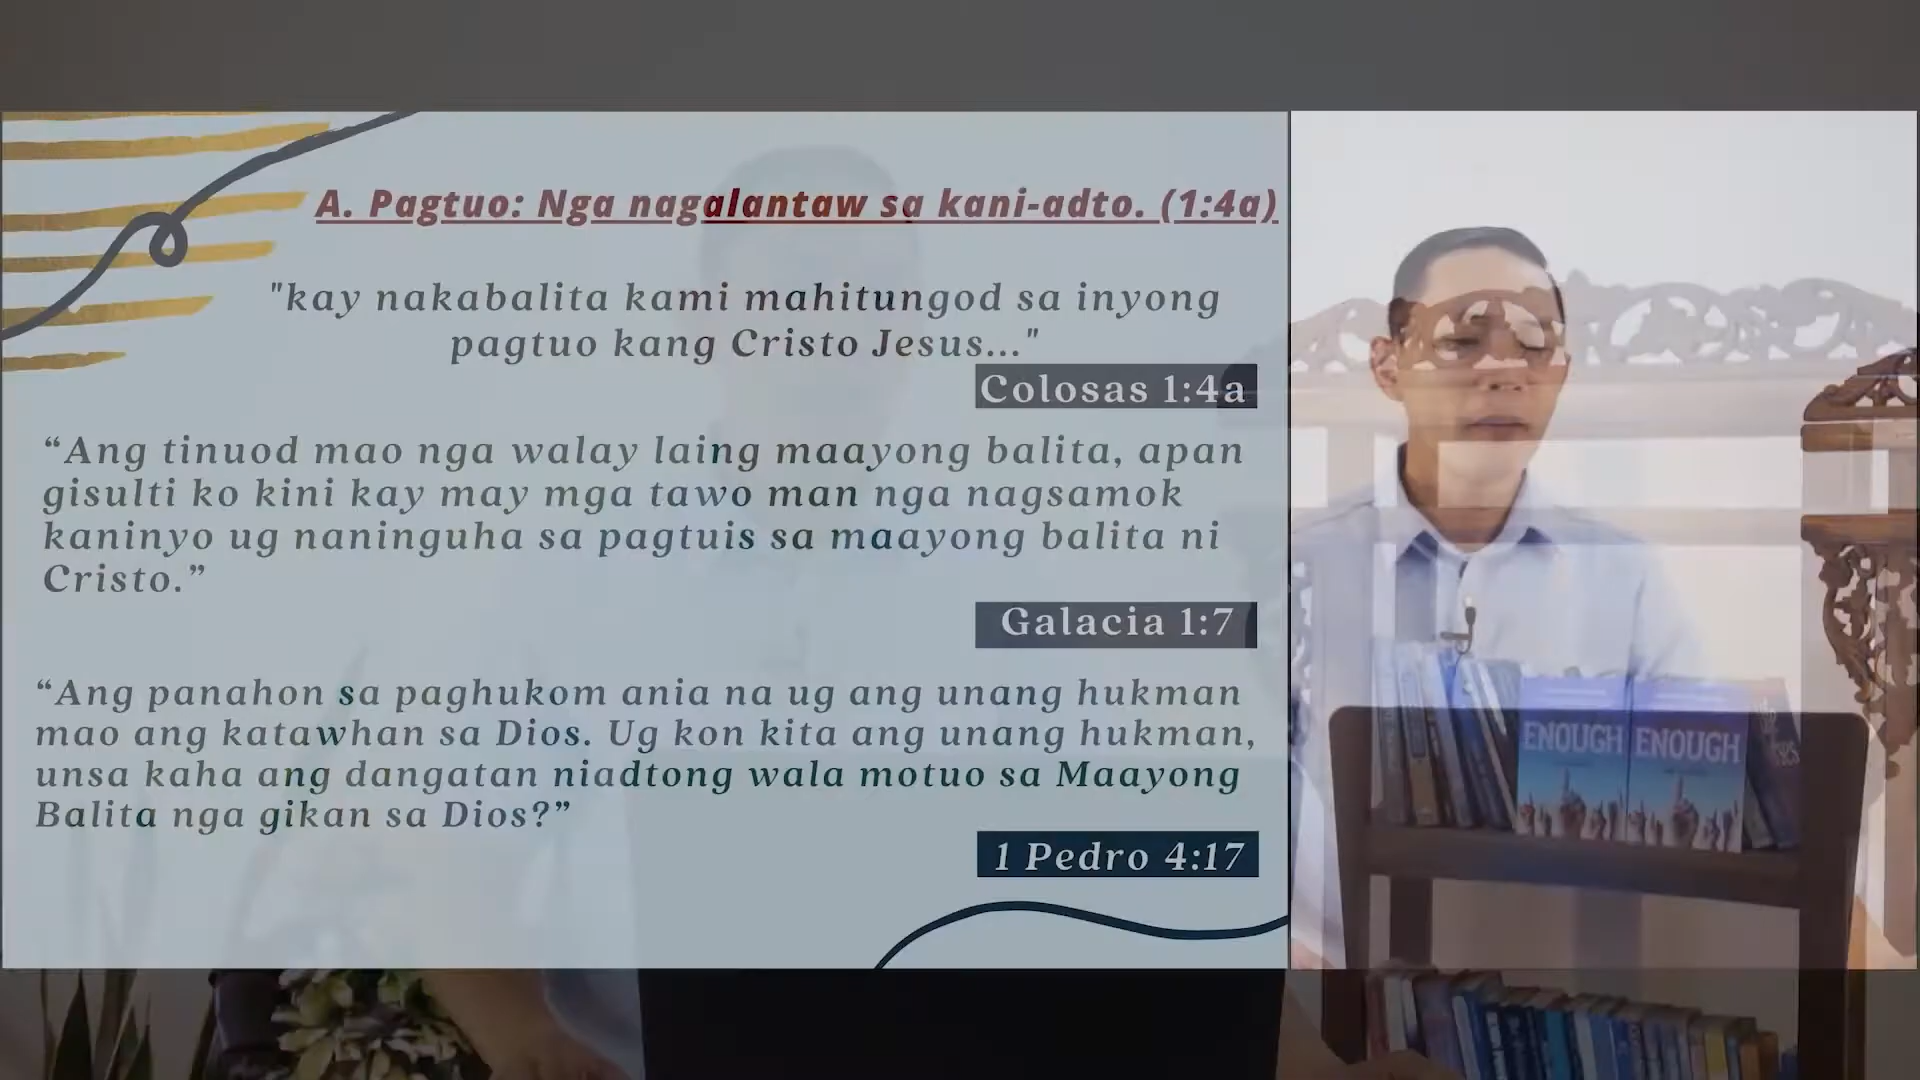 A. Pagtuo: Nga nagalantaw sa kani-adto. (1:4a)
"kay nakabalita kami mahitungod sa inyong
pagtuo kang Cristo Jesus..."
Colosas 1:4a
“Ang tinuod mao nga walay laing maayong balita, apan
gisulti ko kini kay may mga tawo man nga nagsamok
kaninyo ug naninguha sa pagtuis sa maayong balita ni
Cristo.”
Galacia 1:7
“Ang panahon sa paghukom ania na ug ang unang hukman
mao ang katawhan sa Dios. Ug kon kita ang unang hukman,
unsa kaha ang dangatan niadtong wala motuo sa Maayong
Balita nga gikan sa Dios?”
1 Pedro 4:17
ENOUGH ENOUGH